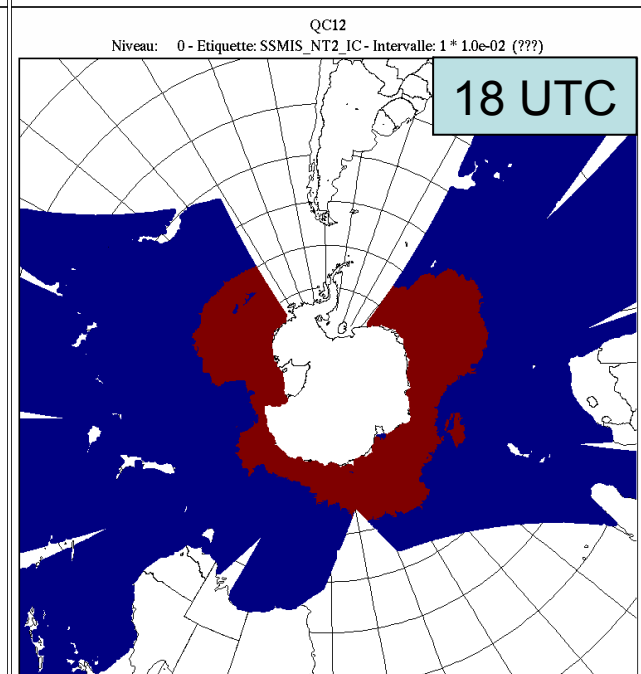 QC12
Niveau: 0 - Etiquette: SSMIS_NT2_IC - Intervalle: 1 * 1.0e-02 (???)
18 UTC